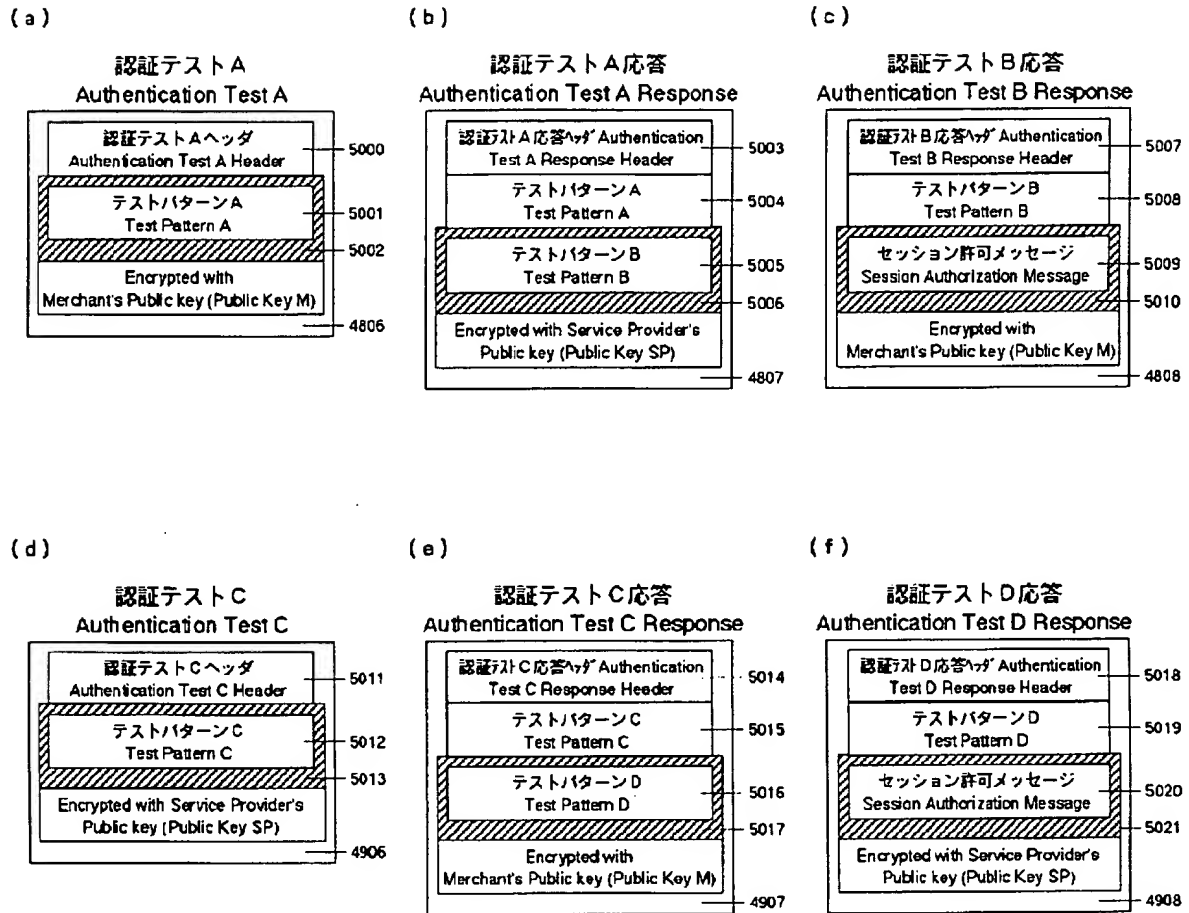 (a)
認証テストA
Authentication Test A
認証テストAヘッダ
Authentication Test A Header
5000
テストパターンA
Test Pattern A
5001
5002
Encrypted with
Merchant's Public key (Public Key M)
4806
(b)
認証テストA応答
Authentication Test A Response
認証テストA応答ヘッダ Authentication
Test A Response Header
5003
テストパターンA
Test Pattern A
5004
テストパターンB
Test Pattern B
5005
5006
Encrypted with Service Provider's
Public key (Public Key SP)
4807
(c)
認証テストB応答
Authentication Test B Response
認証テストB応答ヘッダ Authentication
Test B Response Header
5007
テストパターンB
Test Pattern B
5008
セッション許可メッセージ
Session Authorization Message
5009
5010
Encrypted with
Merchant's Public key (Public Key M)
4808
(d)
認証テストC
Authentication Test C
認証テストCヘッダ
Authentication Test C Header
5011
テストパターンC
Test Pattern C
5012
5013
Encrypted with Service Provider's
Public key (Public Key SP)
4906
(e)
認証テストC応答
Authentication Test C Response
認証テストC応答ヘッダ Authentication
Test C Response Header
5014
テストパターンC
Test Pattern C
5015
テストパターンD
Test Pattern D
5016
5017
Encrypted with
Merchant's Public key (Public Key M)
4907
(f)
認証テストD応答
Authentication Test D Response
認証テストD応答ヘッダ Authentication
Test D Response Header
5018
テストパターンD
Test Pattern D
5019
セッション許可メッセージ
Session Authorization Message
5020
5021
Encrypted with Service Provider's
Public key (Public Key SP)
4908